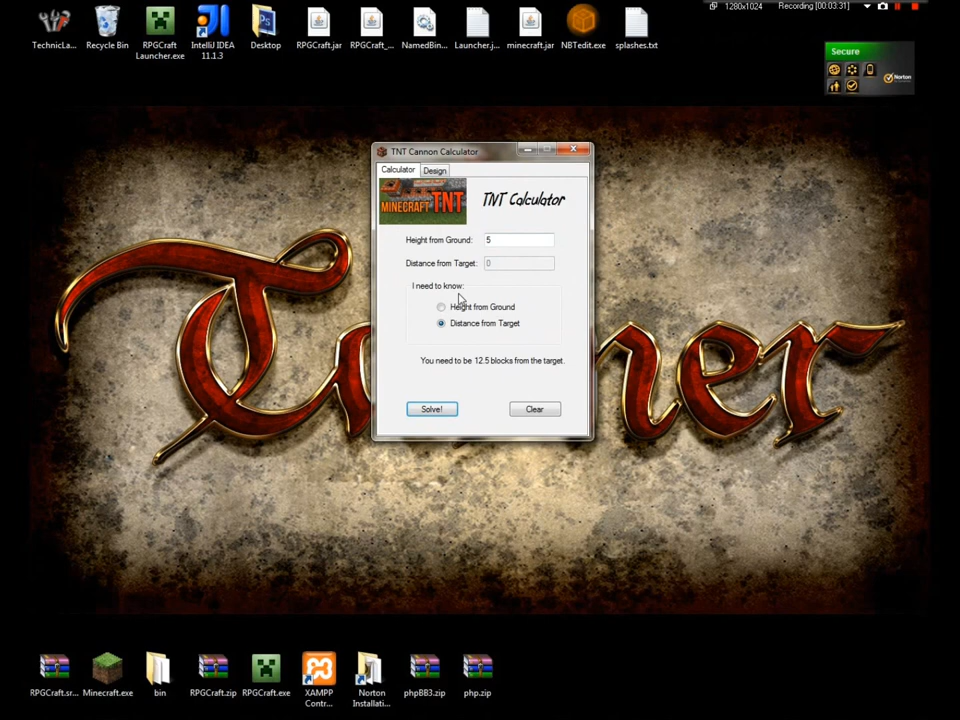 1280x1024
Recording [00:03:31]
TechnicLa...
Recycle Bin
RPGCraft
Launcher.exe
IntelliJ IDEA
11.1.3
Desktop
RPGCraft.jar
RPGCraft_...
NamedBin...
Launcher.j...
minecraft.jar
NBTedit.exe
splashes.txt
Secure
Norton
TNT Cannon Calculator
Calculator
Design
MINECRAFT TNT
TNT Calculator
Height from Ground:
5
Distance from Target:
0
I need to know:
Height from Ground
Distance from Target
You need to be 12.5 blocks from the target.
Solve!
Clear
Tanner
RPGCraft.sr...
Minecraft.exe
bin
RPGCraft.zip
RPGCraft.exe
XAMPP
Contr...
Norton
Installati...
phpBB3.zip
php.zip